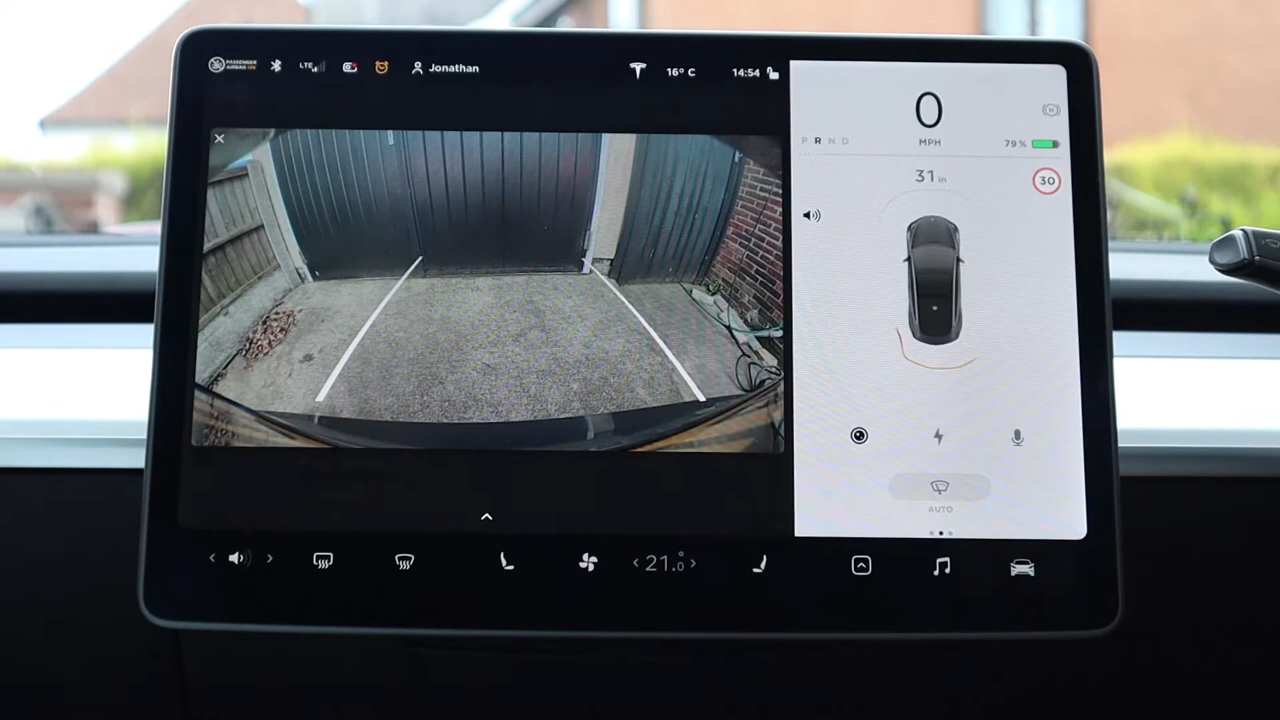 PASSENGER
AIRBAG ON
LTE
Jonathan
16° C
14:54
0
MPH
P R N D
79%
31 in
30
AUTO
21.0